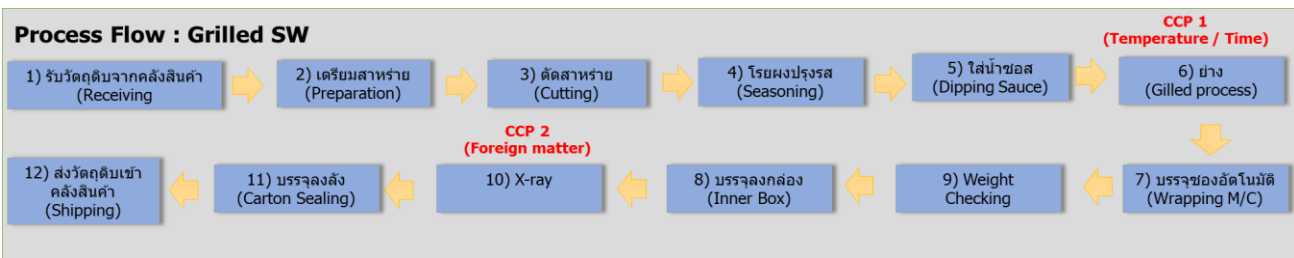 Process Flow : Grilled SW
CCP 1
(Temperature / Time)
1) รับวัตถุดิบจากคลังสินค้า
(Receiving
2) เตรียมสาหร่าย
(Preparation)
3) ตัดสาหร่าย
(Cutting)
4) โรยผงปรุงรส
(Seasoning)
5) ใส่น้ำซอส
(Dipping Sauce)
6) ย่าง
(Gilled process)
CCP 2
(Foreign matter)
12) ส่งวัตถุดิบเข้า
คลังสินค้า
(Shipping)
11) บรรจุลงลัง
(Carton Sealing)
10) X-ray
8) บรรจุลงกล่อง
(Inner Box)
9) Weight
Checking
7) บรรจุซองอัตโนมัติ
(Wrapping M/C)